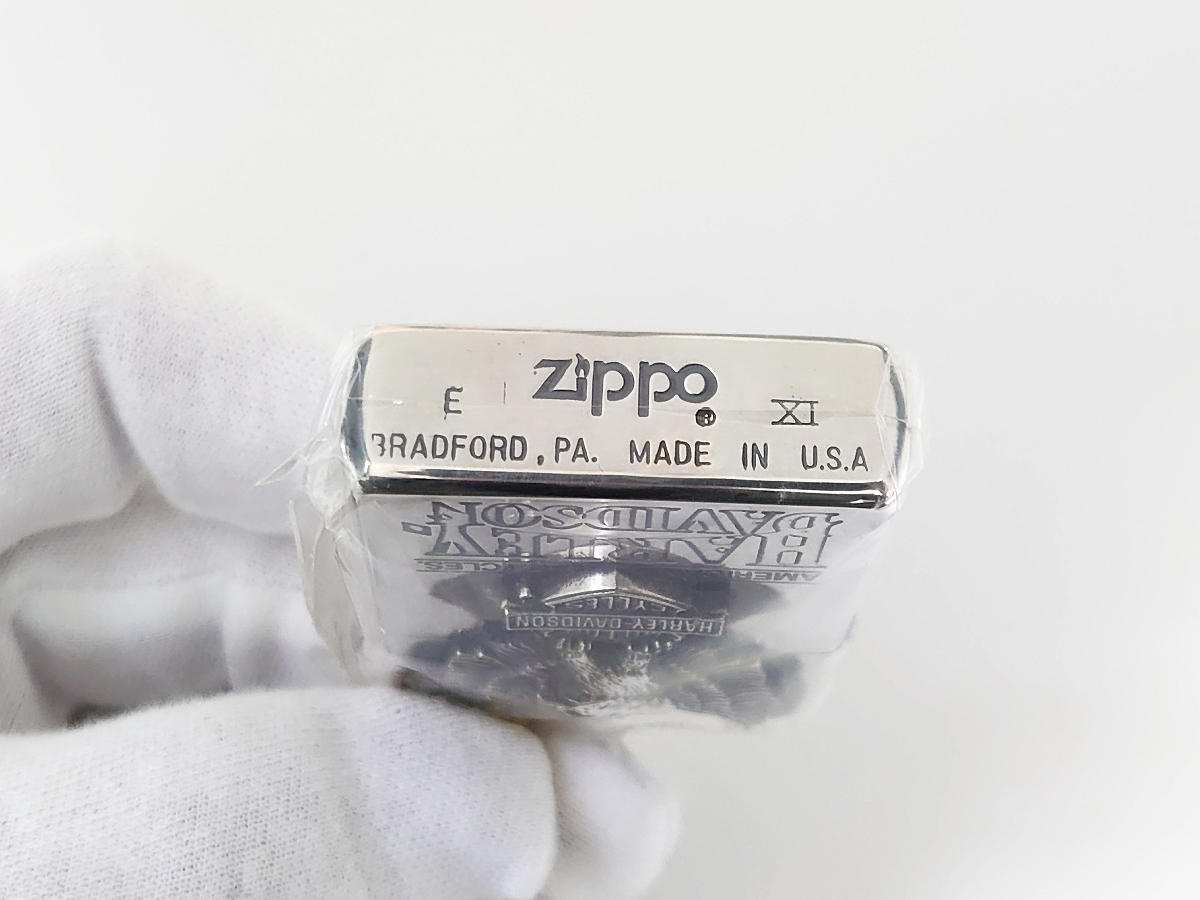 zippo®
E | XI
BRADFORD, PA. MADE IN U.S.A
DAVIDSON
HARLEY-
HARLEY-DAVIDSON